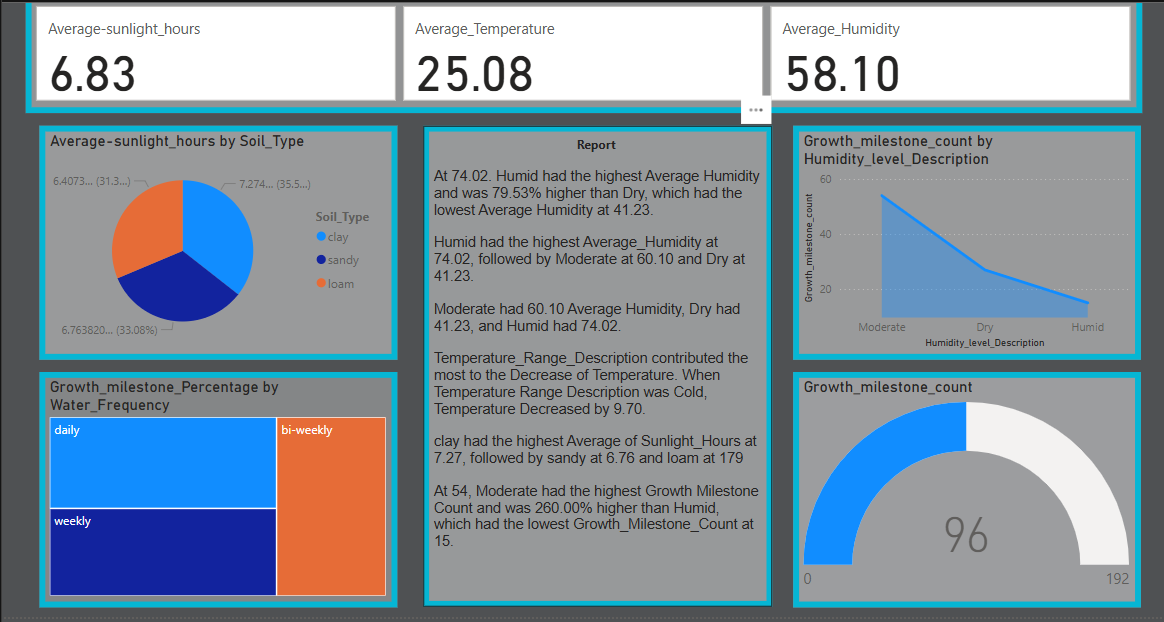 Average-sunlight_hours
6.83
Average_Temperature
25.08
Average_Humidity
58.10
Average-sunlight_hours by Soil_Type
6.4073... (31.3...)
7.274... (35.5...)
6.763820... (33.08%)
Soil_Type
clay
sandy
loam
Growth_milestone_Percentage by
Water_Frequency
daily
weekly
bi-weekly
Report
At 74.02. Humid had the highest Average Humidity
and was 79.53% higher than Dry, which had the
lowest Average Humidity at 41.23.
Humid had the highest Average_Humidity at
74.02, followed by Moderate at 60.10 and Dry at
41.23.
Moderate had 60.10 Average Humidity, Dry had
41.23, and Humid had 74.02.
Temperature_Range_Description contributed the
most to the Decrease of Temperature. When
Temperature Range Description was Cold,
Temperature Decreased by 9.70.
clay had the highest Average of Sunlight_Hours at
7.27, followed by sandy at 6.76 and loam at 179
At 54, Moderate had the highest Growth Milestone
Count and was 260.00% higher than Humid,
which had the lowest Growth_Milestone_Count at
15.
Growth_milestone_count by
Humidity_level_Description
Growth_milestone_count
60
40
20
Moderate
Dry
Humid
Humidity_level_Description
Growth_milestone_count
96
0
192